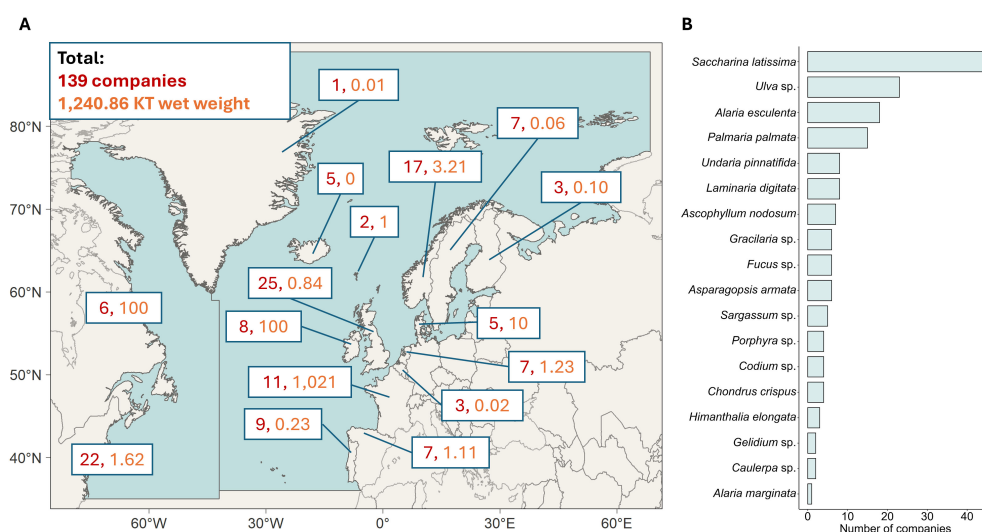 A
B
Total:
139 companies
1,240.86 KT wet weight
1, 0.01
7, 0.06
17, 3.21
5, 0
3, 0.10
2, 1
25, 0.84
6, 100
8, 100
5, 10
7, 1.23
11, 1,021
3, 0.02
9, 0.23
7, 1.11
22, 1.62
80°N
70°N
60°N
50°N
40°N
60°W
30°W
0°
30°E
60°E
Saccharina latissima
Ulva sp.
Alaria esculenta
Palmaria palmata
Undaria pinnatifida
Laminaria digitata
Ascophyllum nodosum
Gracilaria sp.
Fucus sp.
Asparagopsis armata
Sargassum sp.
Porphyra sp.
Codium sp.
Chondrus crispus
Himanthalia elongata
Gelidium sp.
Caulerpa sp.
Alaria marginata
0 10 20 30 40
Number of companies